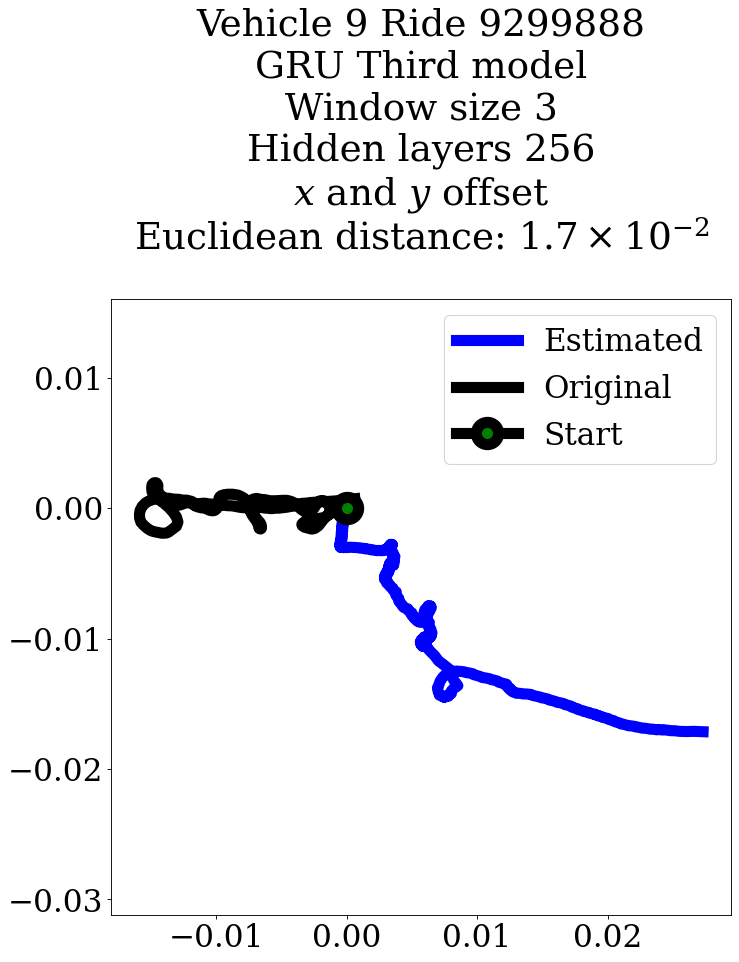 Vehicle 9 Ride 9299888
GRU Third model
Window size 3
Hidden layers 256
x and y offset
Euclidean distance: 1.7 × 10⁻²
Estimated
Original
Start
0.01
0.00
−0.01
−0.02
−0.03
−0.01 0.00 0.01 0.02